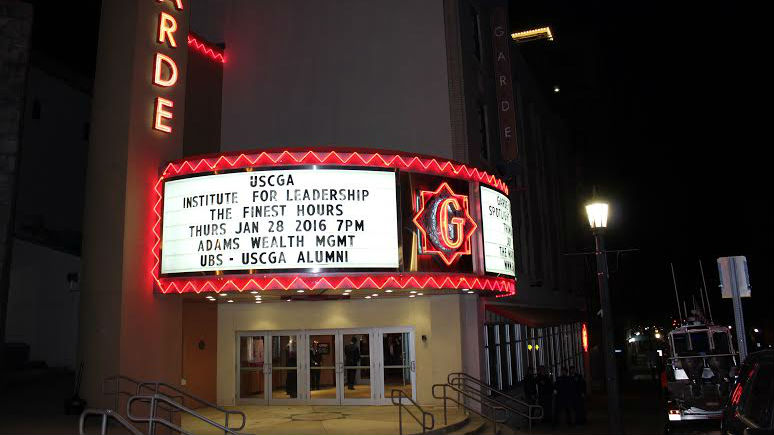 ARDE
GARDE
USCGA
INSTITUTE FOR LEADERSHIP
THE FINEST HOURS
THURS JAN 28 2016 7PM
ADAMS WEALTH MGMT
UBS - USCGA ALUMNI
G